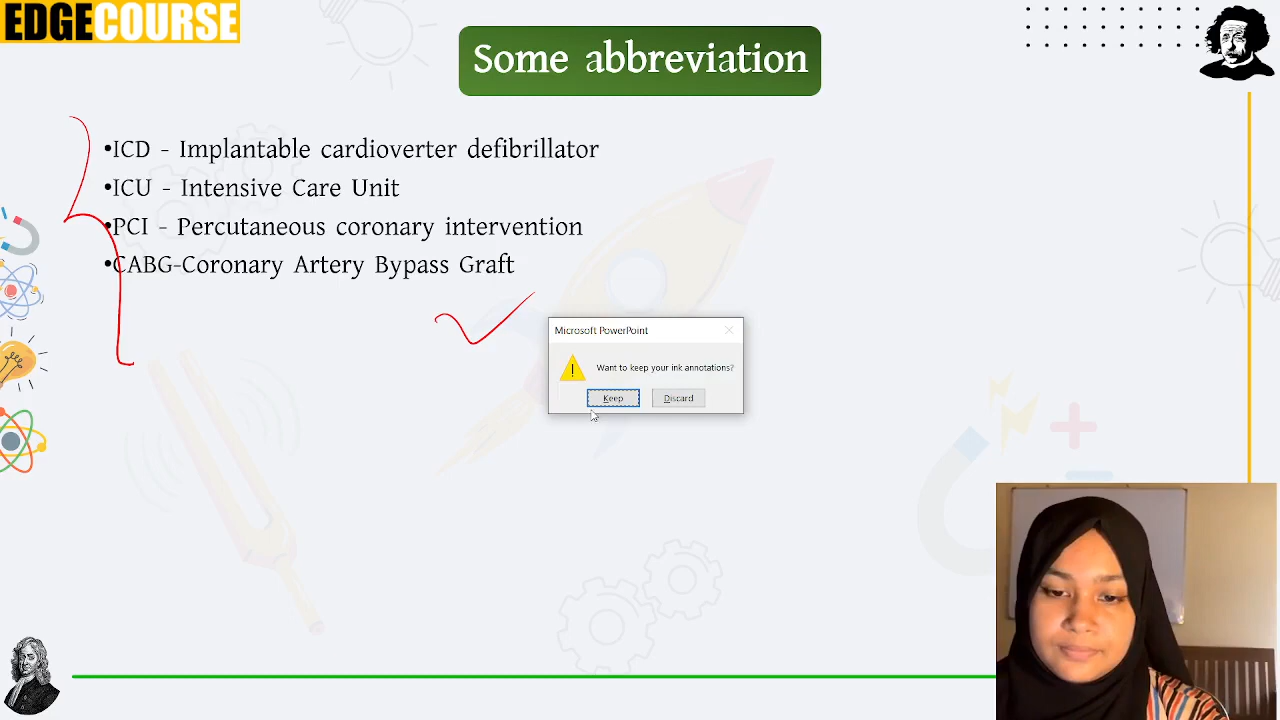 EDGECOURSE
Some abbreviation
•ICD - Implantable cardioverter defibrillator
•ICU - Intensive Care Unit
•PCI - Percutaneous coronary intervention
•CABG-Coronary Artery Bypass Graft
Microsoft PowerPoint
Want to keep your ink annotations?
Keep
Discard